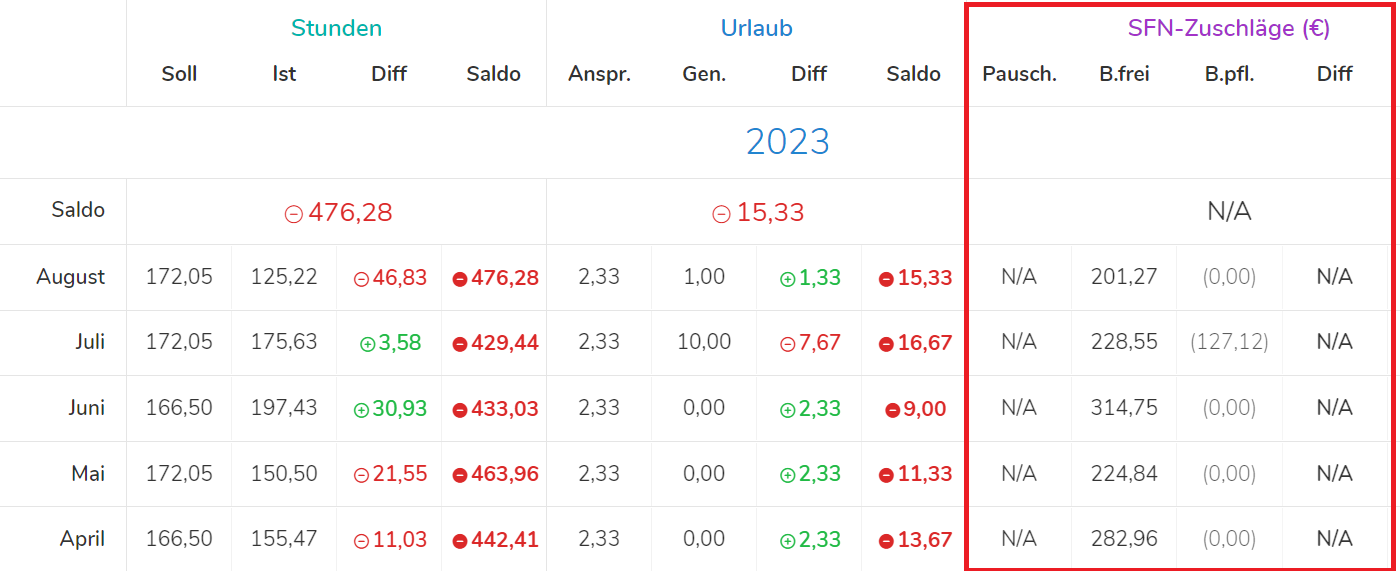 Stunden Urlaub SFN-Zuschläge (€)
Soll Ist Diff Saldo Anspr. Gen. Diff Saldo Pausch. B.frei B.pfl. Diff
2023
Saldo ⊖ 476,28 ⊖ 15,33 N/A
August 172,05 125,22 ⊖ 46,83 ⊖ 476,28 2,33 1,00 ⊕ 1,33 ⊖ 15,33 N/A 201,27 (0,00) N/A
Juli 172,05 175,63 ⊕ 3,58 ⊖ 429,44 2,33 10,00 ⊖ 7,67 ⊖ 16,67 N/A 228,55 (127,12) N/A
Juni 166,50 197,43 ⊕ 30,93 ⊖ 433,03 2,33 0,00 ⊕ 2,33 ⊖ 9,00 N/A 314,75 (0,00) N/A
Mai 172,05 150,50 ⊖ 21,55 ⊖ 463,96 2,33 0,00 ⊕ 2,33 ⊖ 11,33 N/A 224,84 (0,00) N/A
April 166,50 155,47 ⊖ 11,03 ⊖ 442,41 2,33 0,00 ⊕ 2,33 ⊖ 13,67 N/A 282,96 (0,00) N/A